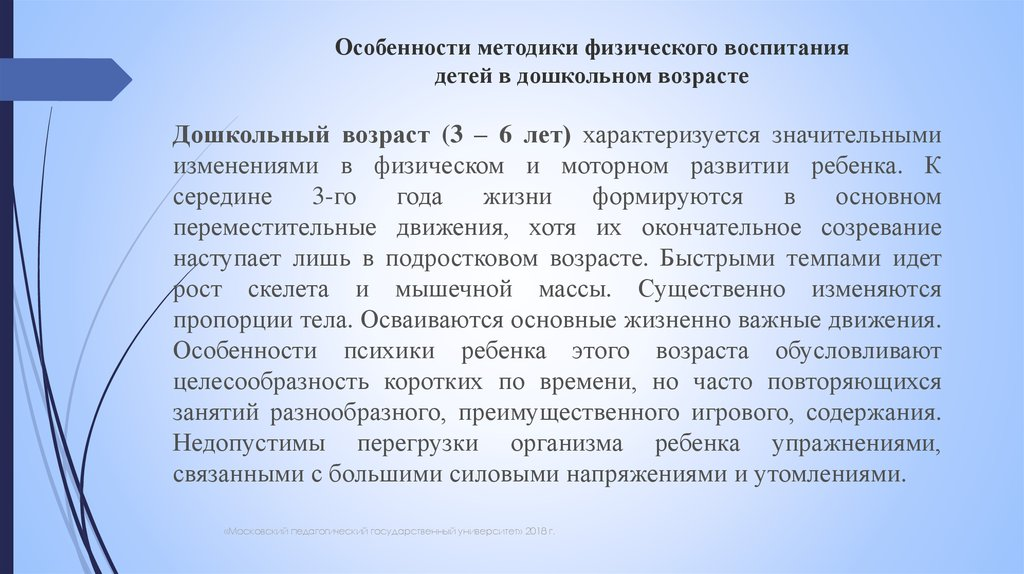 Особенности методики физического воспитания
детей в дошкольном возрасте
Дошкольный возраст (3 – 6 лет) характеризуется значительными
изменениями в физическом и моторном развитии ребенка. К
середине 3-го года жизни формируются в основном
переместительные движения, хотя их окончательное созревание
наступает лишь в подростковом возрасте. Быстрыми темпами идет
рост скелета и мышечной массы. Существенно изменяются
пропорции тела. Осваиваются основные жизненно важные движения.
Особенности психики ребенка этого возраста обусловливают
целесообразность коротких по времени, но часто повторяющихся
занятий разнообразного, преимущественного игрового, содержания.
Недопустимы перегрузки организма ребенка упражнениями,
связанными с большими силовыми напряжениями и утомлениями.
«Московский педагогический государственный университет» 2018 г.